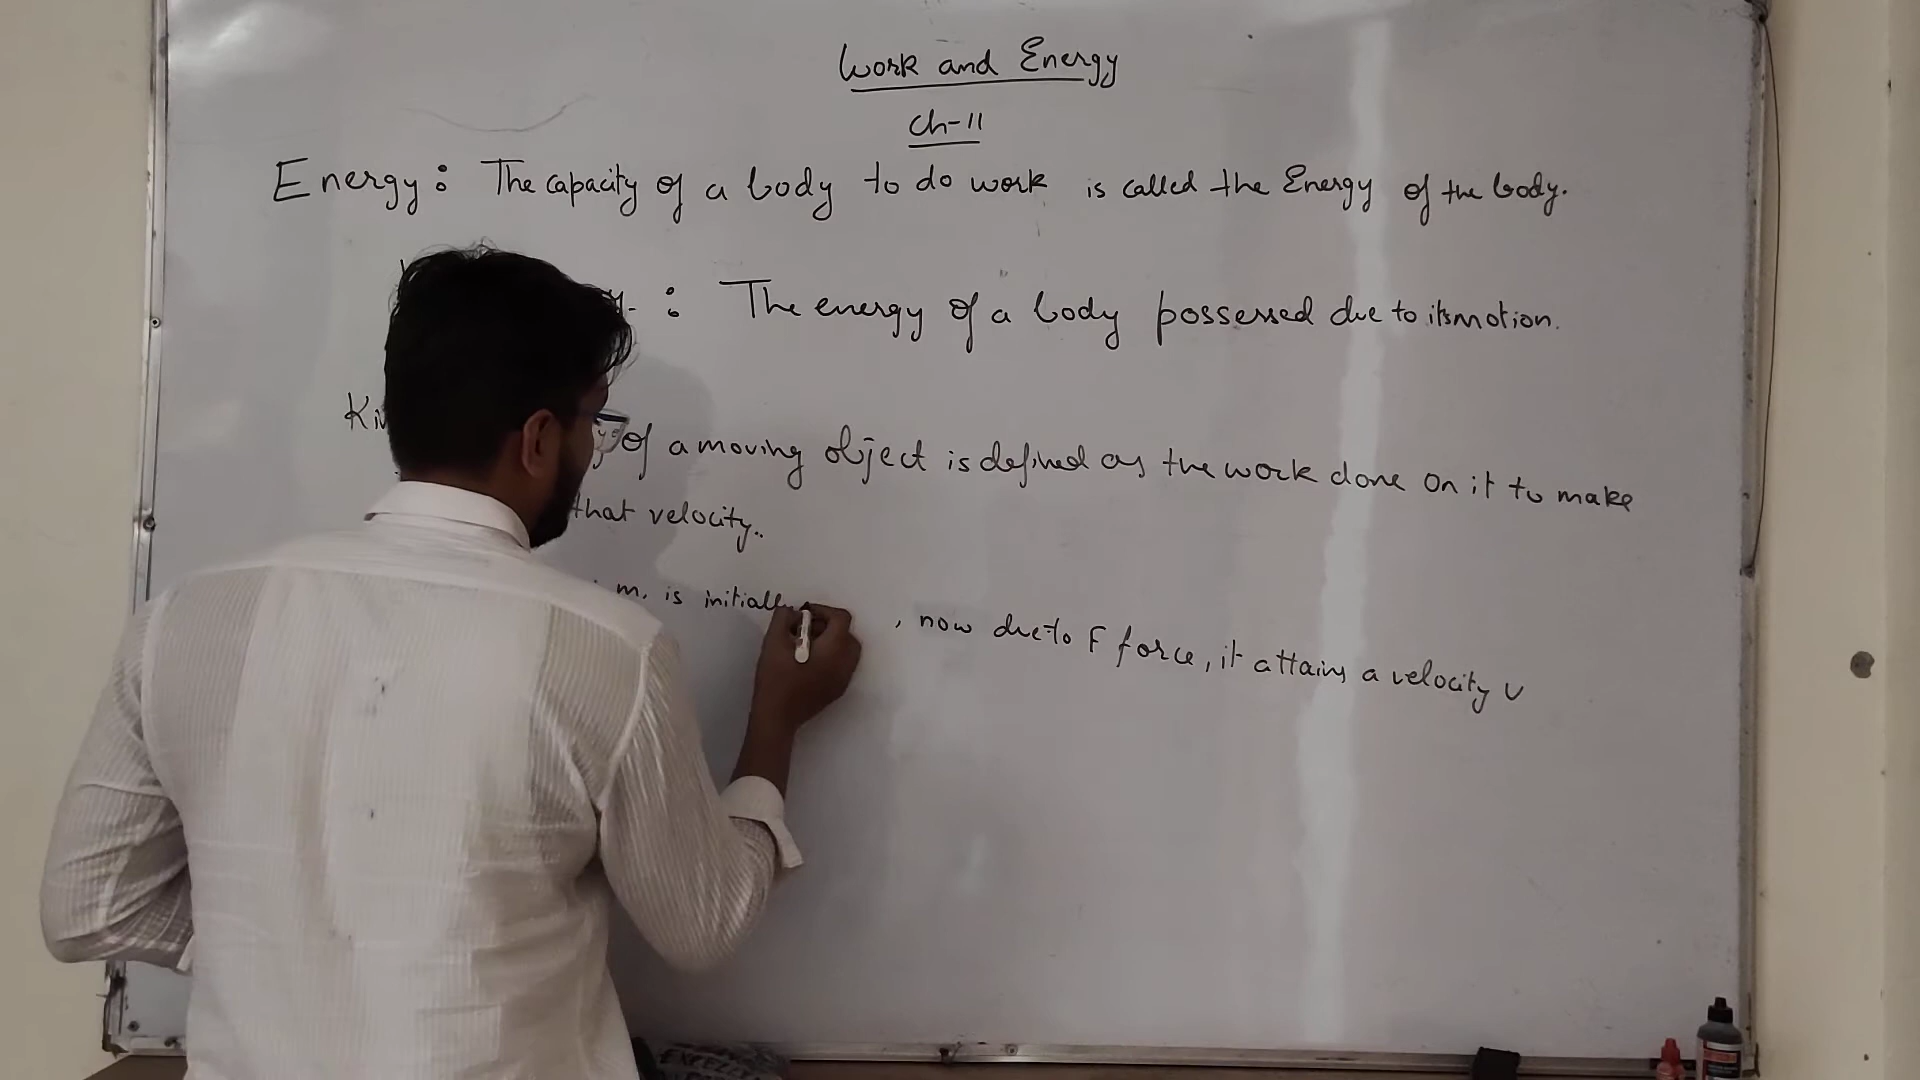 Work and Energy
Ch-11
Energy: The capacity of a body to do work is called the Energy of the body.
: The energy of a body possessed due to its motion.
of a moving object is defined as the work done on it to make
that velocity..
m, is initially , now due to F force, it attains a velocity v